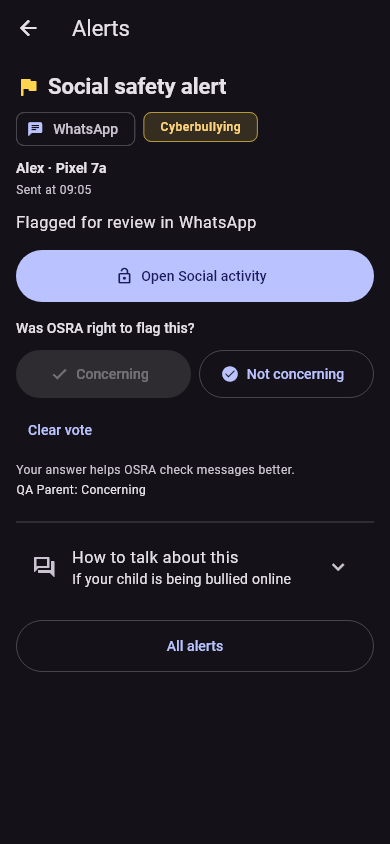 Alerts
Social safety alert
WhatsApp
Cyberbullying
Alex · Pixel 7a
Sent at 09:05
Flagged for review in WhatsApp
Open Social activity
Was OSRA right to flag this?
Concerning
Not concerning
Clear vote
Your answer helps OSRA check messages better.
QA Parent: Concerning
How to talk about this
If your child is being bullied online
All alerts